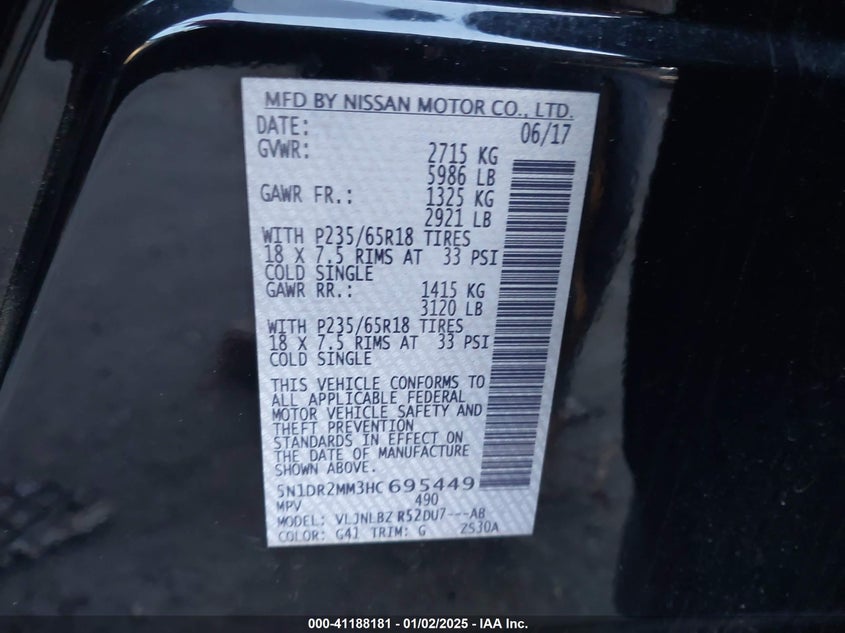 MFD BY NISSAN MOTOR CO., LTD.
DATE: 06/17
GVWR: 2715 KG
5986 LB
GAWR FR.: 1325 KG
2921 LB
WITH P235/65R18 TIRES
18 X 7.5 RIMS AT 33 PSI
COLD SINGLE
GAWR RR.: 1415 KG
3120 LB
WITH P235/65R18 TIRES
18 X 7.5 RIMS AT 33 PSI
COLD SINGLE
THIS VEHICLE CONFORMS TO
ALL APPLICABLE FEDERAL
MOTOR VEHICLE SAFETY AND
THEFT PREVENTION
STANDARDS IN EFFECT ON
THE DATE OF MANUFACTURE
SHOWN ABOVE.
5N1DR2MM3HC695449
MPV 490
MODEL: VLJNLBZ R52DU7---AB
COLOR: G41 TRIM: G ZS30A
000-41188181 - 01/02/2025 - IAA Inc.